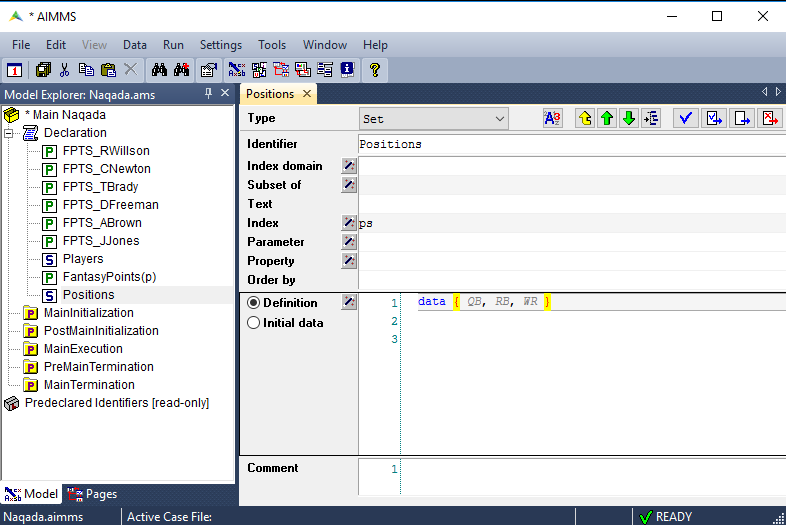 * AIMMS
File Edit View Data Run Settings Tools Window Help
Model Explorer: Naqada.ams
* Main Naqada
Declaration
FPTS_RWillson
FPTS_CNewton
FPTS_TBrady
FPTS_DFreeman
FPTS_ABrown
FPTS_JJones
Players
FantasyPoints(p)
Positions
MainInitialization
PostMainInitialization
MainExecution
PreMainTermination
MainTermination
Predeclared Identifiers [read-only]
Model Pages
Positions
Type Set
Identifier Positions
Index domain
Subset of
Text
Index ps
Parameter
Property
Order by
Definition 1 data { QB, RB, WR }
Initial data 2
3
Comment 1
Naqada.aimms Active Case File: READY